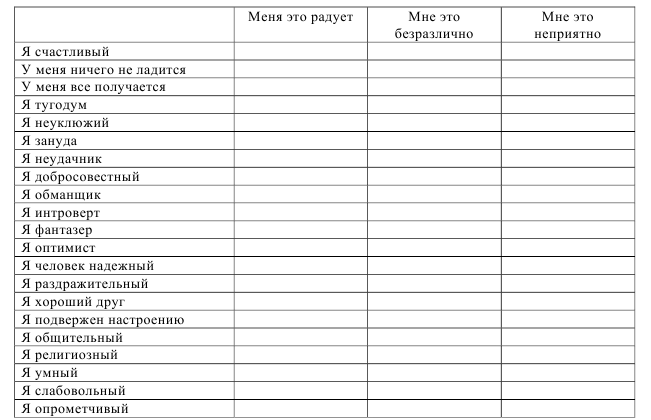 Меня это радует
Мне это
безразлично
Мне это
неприятно
Я счастливый
У меня ничего не ладится
У меня все получается
Я тугодум
Я неуклюжий
Я зануда
Я неудачник
Я добросовестный
Я обманщик
Я интроверт
Я фантазер
Я оптимист
Я человек надежный
Я раздражительный
Я хороший друг
Я подвержен настроению
Я общительный
Я религиозный
Я умный
Я слабовольный
Я опрометчивый